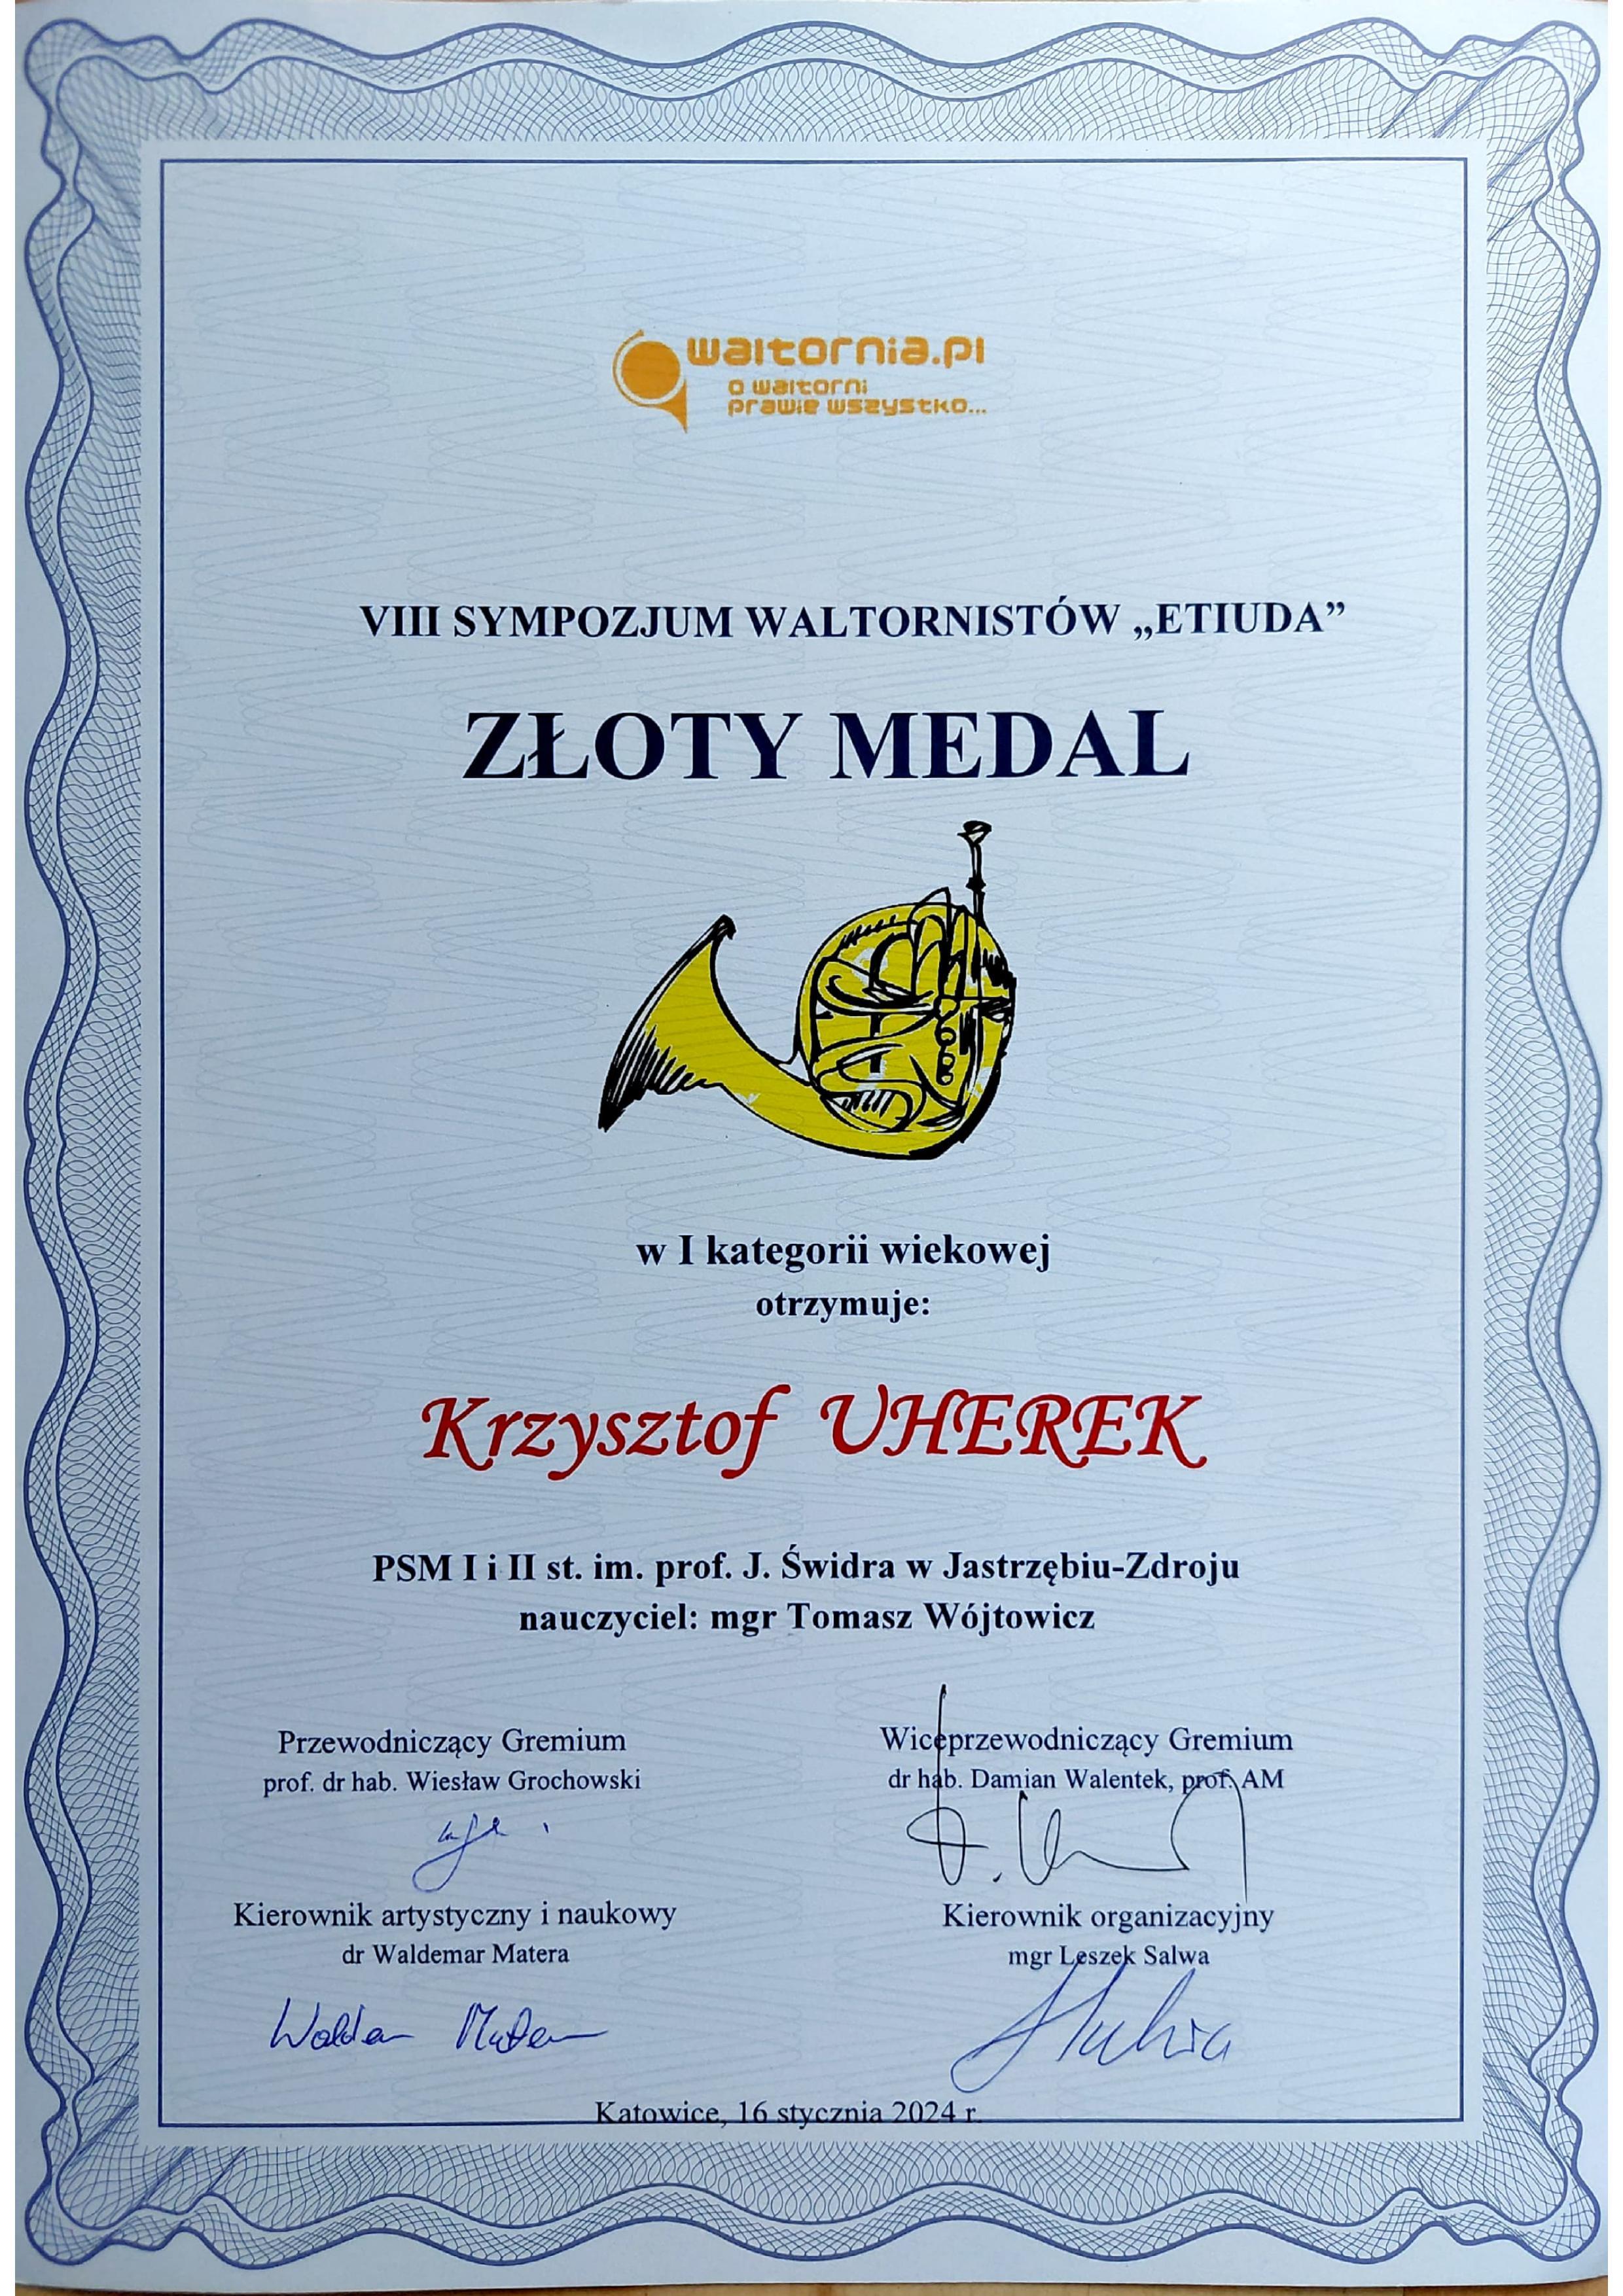 waltornia.pl
o waltorni
prawie wszystko...
VIII SYMPOZJUM WALTORNISTÓW „ETIUDA”
ZŁOTY MEDAL
w I kategorii wiekowej
otrzymuje:
Krzysztof UHEREK
PSM I i II st. im. prof. J. Świdra w Jastrzębiu-Zdroju
nauczyciel: mgr Tomasz Wójtowicz
Przewodniczący Gremium
prof. dr hab. Wiesław Grochowski
Wiceprzewodniczący Gremium
dr hab. Damian Walentek, prof. AM
Kierownik artystyczny i naukowy
dr Waldemar Matera
Kierownik organizacyjny
mgr Leszek Salwa
Katowice, 16 stycznia 2024 r.